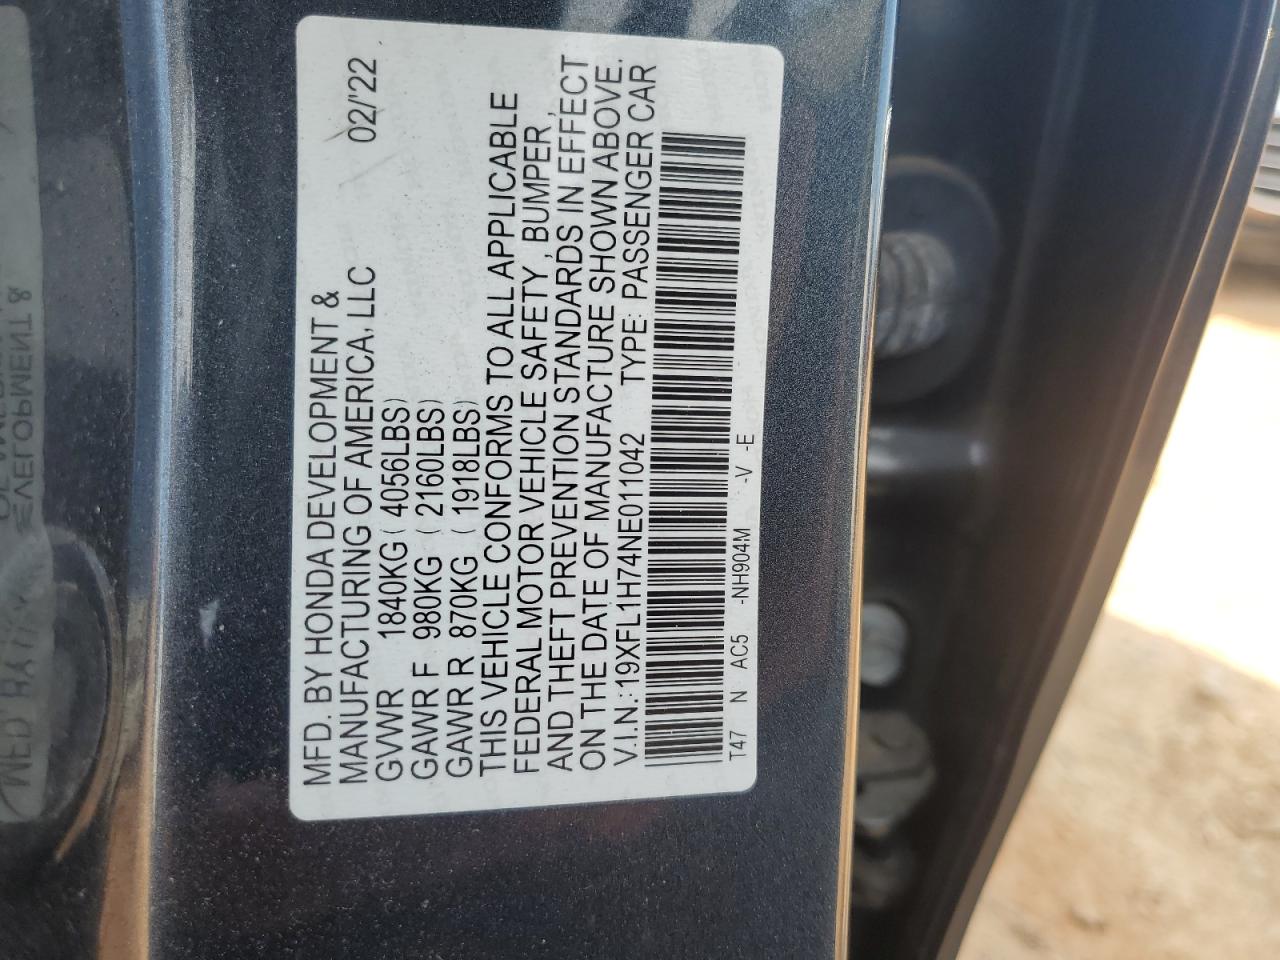 MFD. BY HONDA DEVELOPMENT &
MANUFACTURING OF AMERICA, LLC 02/'22
GVWR 1840KG ( 4056LBS)
GAWR F 980KG ( 2160LBS)
GAWR R 870KG ( 1918LBS)
THIS VEHICLE CONFORMS TO ALL APPLICABLE
FEDERAL MOTOR VEHICLE SAFETY , BUMPER ,
AND THEFT PREVENTION STANDARDS IN EFFECT
ON THE DATE OF MANUFACTURE SHOWN ABOVE.
V.I.N.:19XFL1H74NE011042 TYPE: PASSENGER CAR
T47 N AC5 -NH904M -V -E